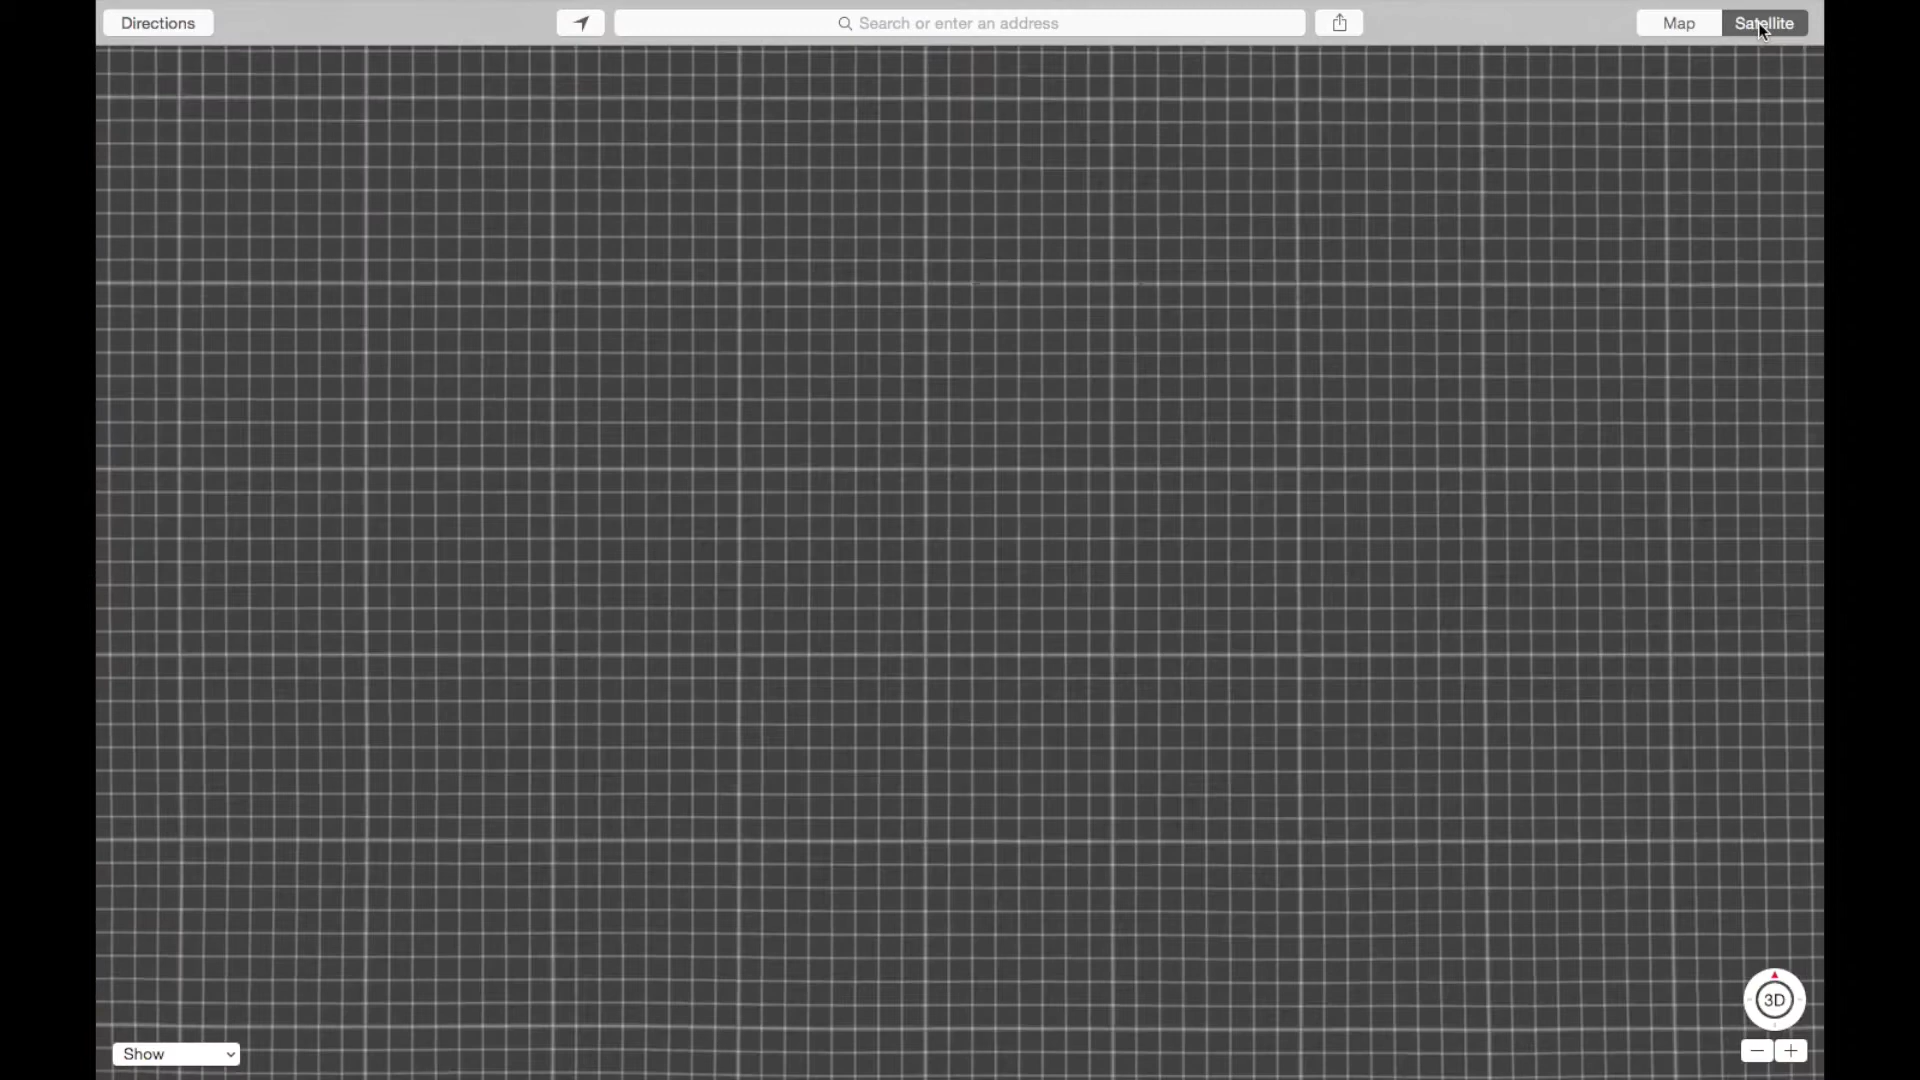 Directions
Search or enter an address
Map
Satellite
3D
Show